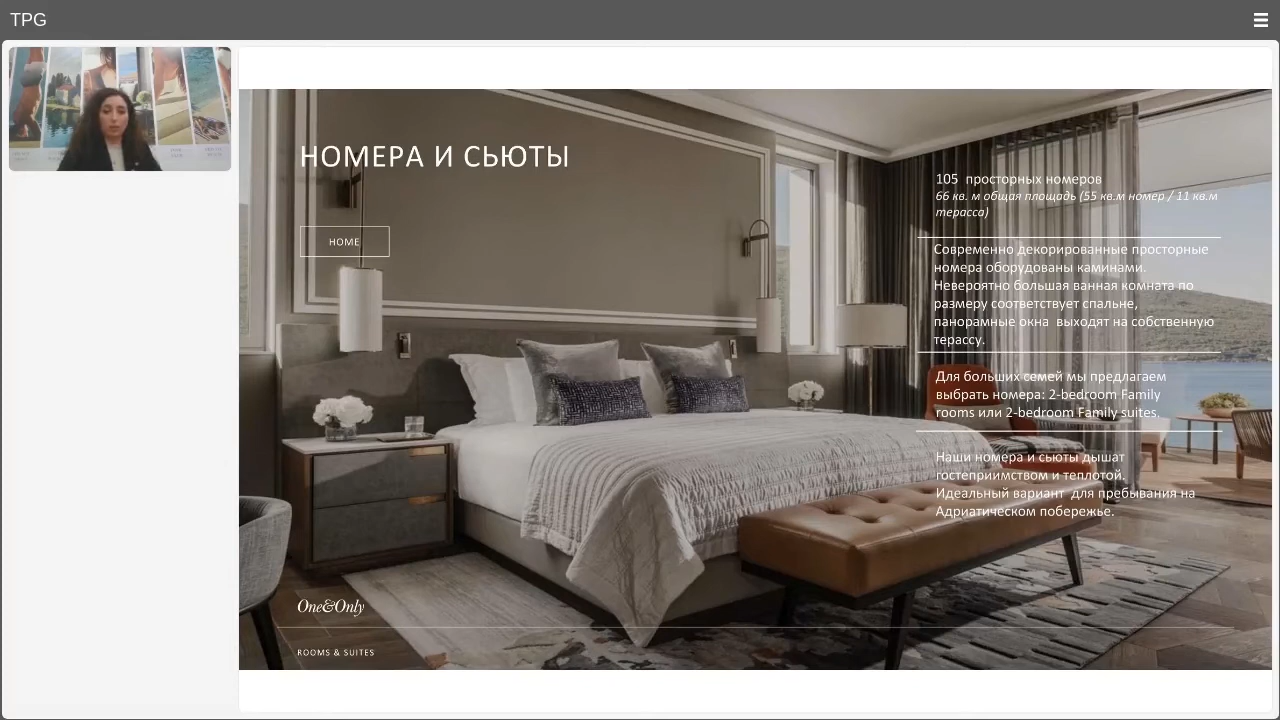 TPG
НОМЕРА И СЬЮТЫ
HOME
105 просторных номеров
66 кв. м общая площадь (55 кв.м номер / 11 кв.м
терасса)
Современно декорированные просторные
номера оборудованы каминами.
Невероятно большая ванная комната по
размеру соответствует спальне,
панорамные окна выходят на собственную
терассу.
Для больших семей мы предлагаем
выбрать номера: 2-bedroom Family
rooms или 2-bedroom Family suites.
Наши номера и сьюты дышат
гостеприимством и теплотой.
Идеальный вариант для пребывания на
Адриатическом побережье.
One&Only
ROOMS & SUITES